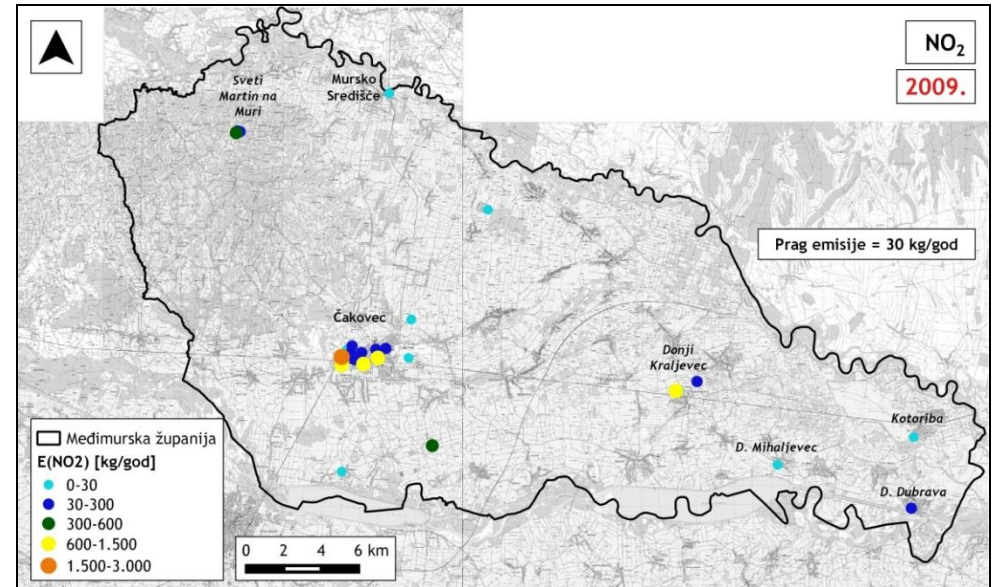 NO2
2009.
Sveti
Martin na
Muri
Mursko
Središće
Prag emisije = 30 kg/god
Čakovec
Donji
Kraljevec
Kotoriba
D. Mihaljevec
D. Dubrava
Međimurska županija
E(NO2) [kg/god]
0-30
30-300
300-600
600-1.500
1.500-3.000
0 2 4 6 km